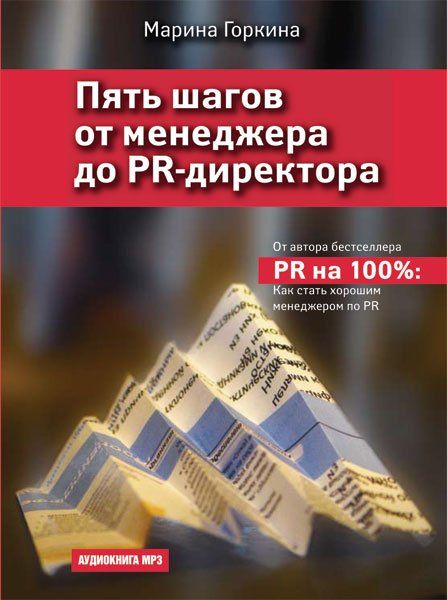 Марина Горкина
Пять шагов
от менеджера
до PR-директора
От автора бестселлера
PR на 100%:
Как стать хорошим
менеджером по PR
АУДИОКНИГА MP3